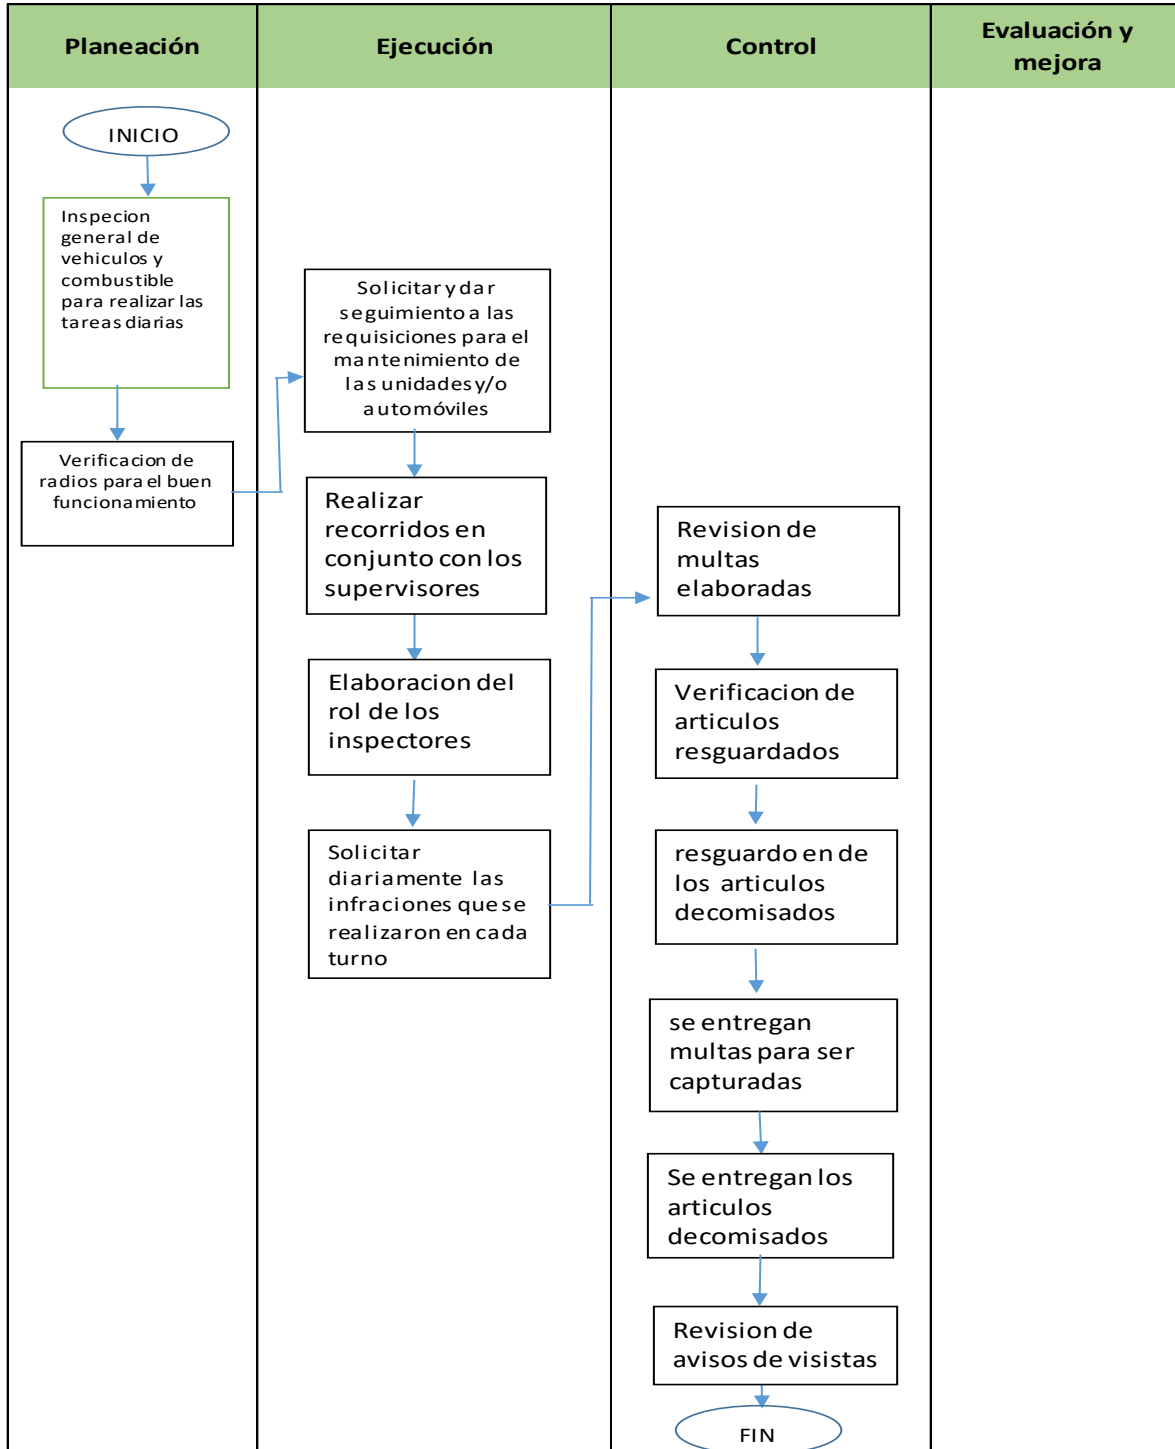 Planeación
Ejecución
Control
Evaluación y
mejora
INICIO
Inspecion
general de
vehiculos y
combustible
para realizar las
tareas diarias
Verificacion de
radios para el buen
funcionamiento
Solicitar y dar
seguimiento a las
requisiciones para el
mantenimiento de
las unidades y/o
automóviles
Realizar
recorridos en
conjunto con los
supervisores
Elaboracion del
rol de los
inspectores
Solicitar
diariamente las
infraciones que se
realizaron en cada
turno
Revision de
multas
elaboradas
Verificacion de
articulos
resguardados
resguardo en de
los articulos
decomisados
se entregan
multas para ser
capturadas
Se entregan los
articulos
decomisados
Revision de
avisos de visistas
FIN